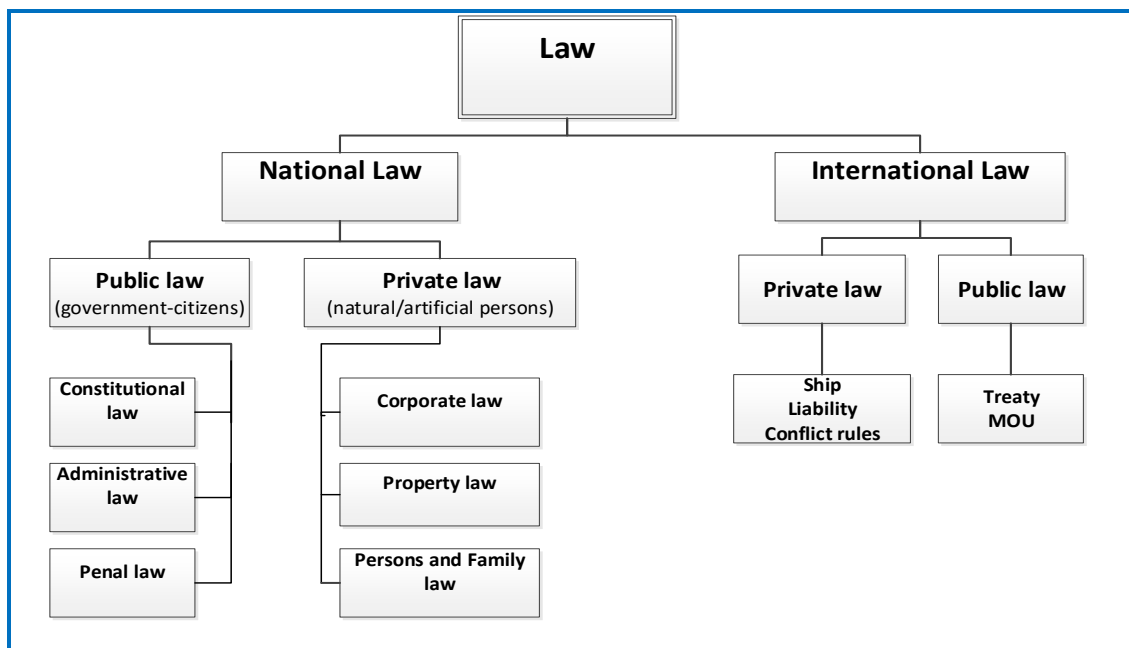 Law
National Law
International Law
Public law
(government-citizens)
Private law
(natural/artificial persons)
Private law
Public law
Constitutional
law
Corporate law
Ship
Liability
Conflict rules
Treaty
MOU
Administrative
law
Property law
Penal law
Persons and Family
law